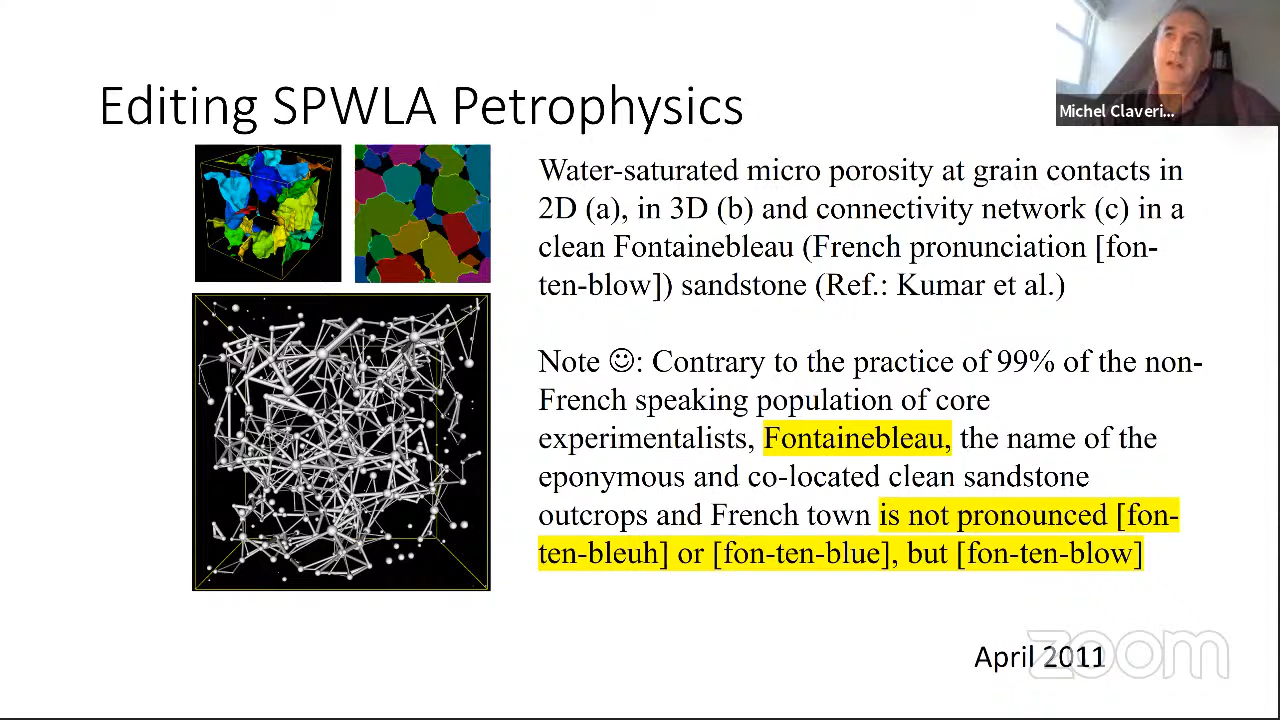 Michel Claveri...
Editing SPWLA Petrophysics
Water-saturated micro porosity at grain contacts in
2D (a), in 3D (b) and connectivity network (c) in a
clean Fontainebleau (French pronunciation [fon-
ten-blow]) sandstone (Ref.: Kumar et al.)
Note ☺: Contrary to the practice of 99% of the non-
French speaking population of core
experimentalists, Fontainebleau, the name of the
eponymous and co-located clean sandstone
outcrops and French town is not pronounced [fon-
ten-bleuh] or [fon-ten-blue], but [fon-ten-blow]
April 2011
zoom